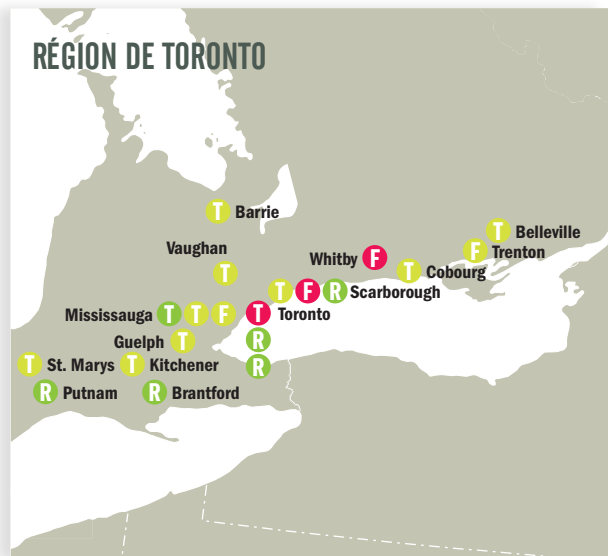 RÉGION DE TORONTO
T Barrie
T Belleville
Vaughan
Whitby F
F Trenton
T
T Cobourg
T F R Scarborough
Mississauga T T F
T Toronto
Guelph T
R
T St. Marys
T Kitchener
R
R Putnam
R Brantford